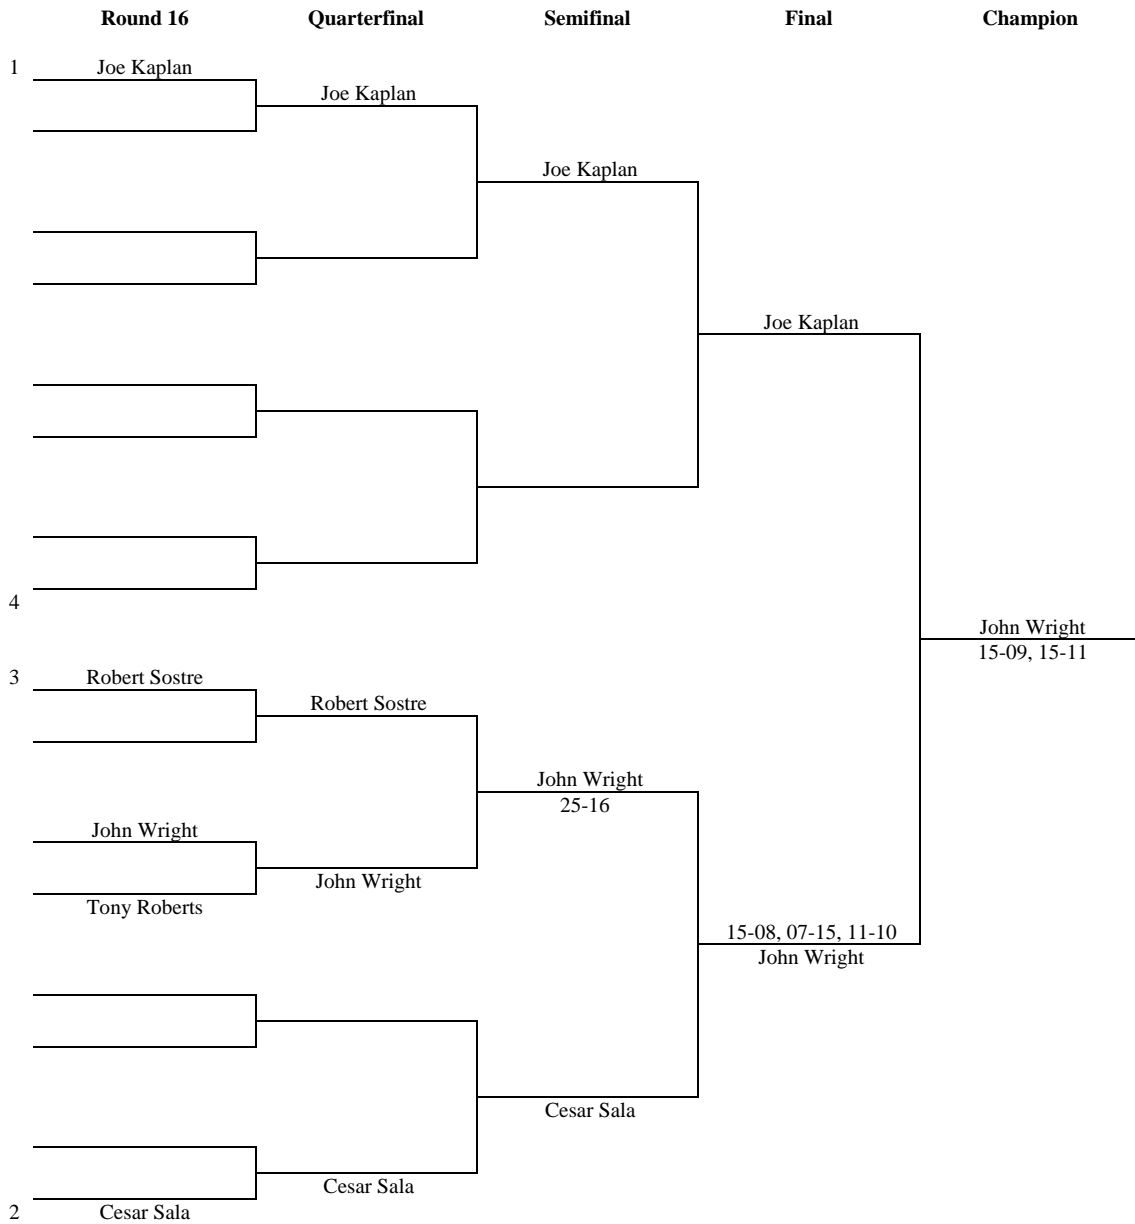 Round 16 Quarterfinal Semifinal Final Champion
1 Joe Kaplan
Joe Kaplan
Joe Kaplan
Joe Kaplan
4
John Wright
15-09, 15-11
3 Robert Sostre
Robert Sostre
John Wright
25-16
John Wright
John Wright
Tony Roberts
15-08, 07-15, 11-10
John Wright
Cesar Sala
Cesar Sala
2 Cesar Sala